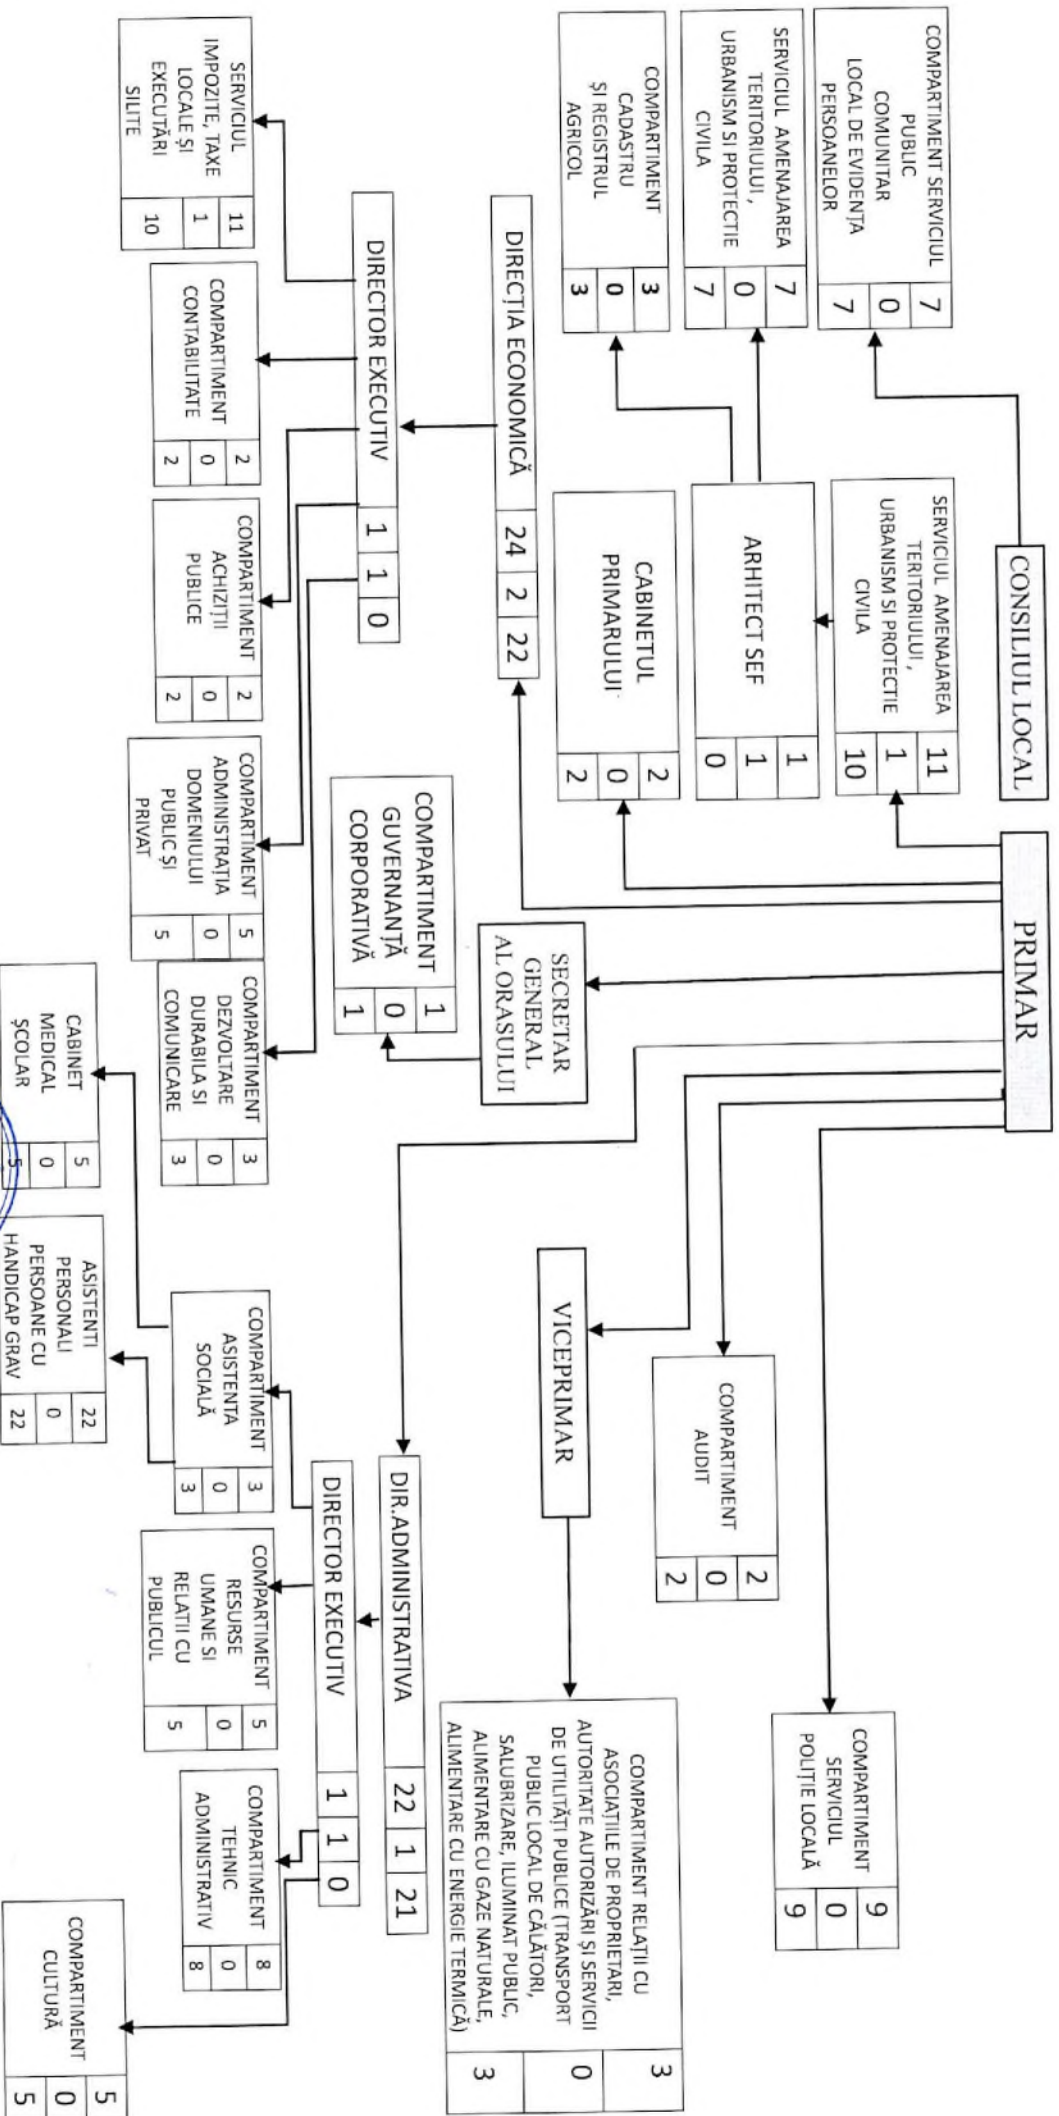 CONSILIUL LOCAL
PRIMAR
COMPARTIMENT SERVICIUL
PUBLIC
COMUNITAR
LOCAL DE EVIDENȚA
PERSOANELOR
7
0
7
SERVICIUL AMENAJAREA
TERITORIULUI,
URBANISM SI PROTECTIE
CIVILA
11
1
10
COMPARTIMENT
SERVICIUL
POLIȚIE LOCALĂ
9
0
9
SERVICIUL AMENAJAREA
TERITORIULUI,
URBANISM SI PROTECTIE
CIVILA
7
0
7
ARHITECT SEF
1
1
0
COMPARTIMENT
AUDIT
2
0
2
COMPARTIMENT
CADASTRU
ȘI REGISTRUL
AGRICOL
3
0
3
CABINETUL
PRIMARULUI
2
0
2
SECRETAR
GENERAL
AL ORASULUI
VICEPRIMAR
COMPARTIMENT RELAȚII CU
ASOCIAȚIILE DE PROPRIETARI,
AUTORITATE AUTORIZĂRI ȘI SERVICII
DE UTILITĂȚI PUBLICE (TRANSPORT
PUBLIC LOCAL DE CĂLĂTORI,
SALUBRIZARE, ILUMINAT PUBLIC,
ALIMENTARE CU GAZE NATURALE,
ALIMENTARE CU ENERGIE TERMICĂ)
3
0
3
DIRECȚIA ECONOMICĂ 24 2 22
COMPARTIMENT
GUVERNANȚĂ
CORPORATIVĂ
1
0
1
DIR.ADMINISTRATIVA 22 1 21
DIRECTOR EXECUTIV 1 1 0
DIRECTOR EXECUTIV 1 1 0
SERVICIUL
IMPOZITE, TAXE
LOCALE ȘI
EXECUTĂRI
SILITE
11
1
10
COMPARTIMENT
CONTABILITATE
2
0
2
COMPARTIMENT
ACHIZIȚII
PUBLICE
2
0
2
COMPARTIMENT
ADMINISTRAȚIA
DOMENIULUI
PUBLIC ȘI
PRIVAT
5
0
5
COMPARTIMENT
DEZVOLTARE
DURABILA SI
COMUNICARE
3
0
3
COMPARTIMENT
ASISTENTA
SOCIALĂ
3
0
3
COMPARTIMENT
RESURSE
UMANE SI
RELATII CU
PUBLICUL
5
0
5
COMPARTIMENT
TEHNIC
ADMINISTRATIV
8
0
8
CABINET
MEDICAL
ȘCOLAR
5
0
5
ASISTENTI
PERSONALI
PERSOANE CU
HANDICAP GRAV
22
0
22
COMPARTIMENT
CULTURĂ
5
0
5